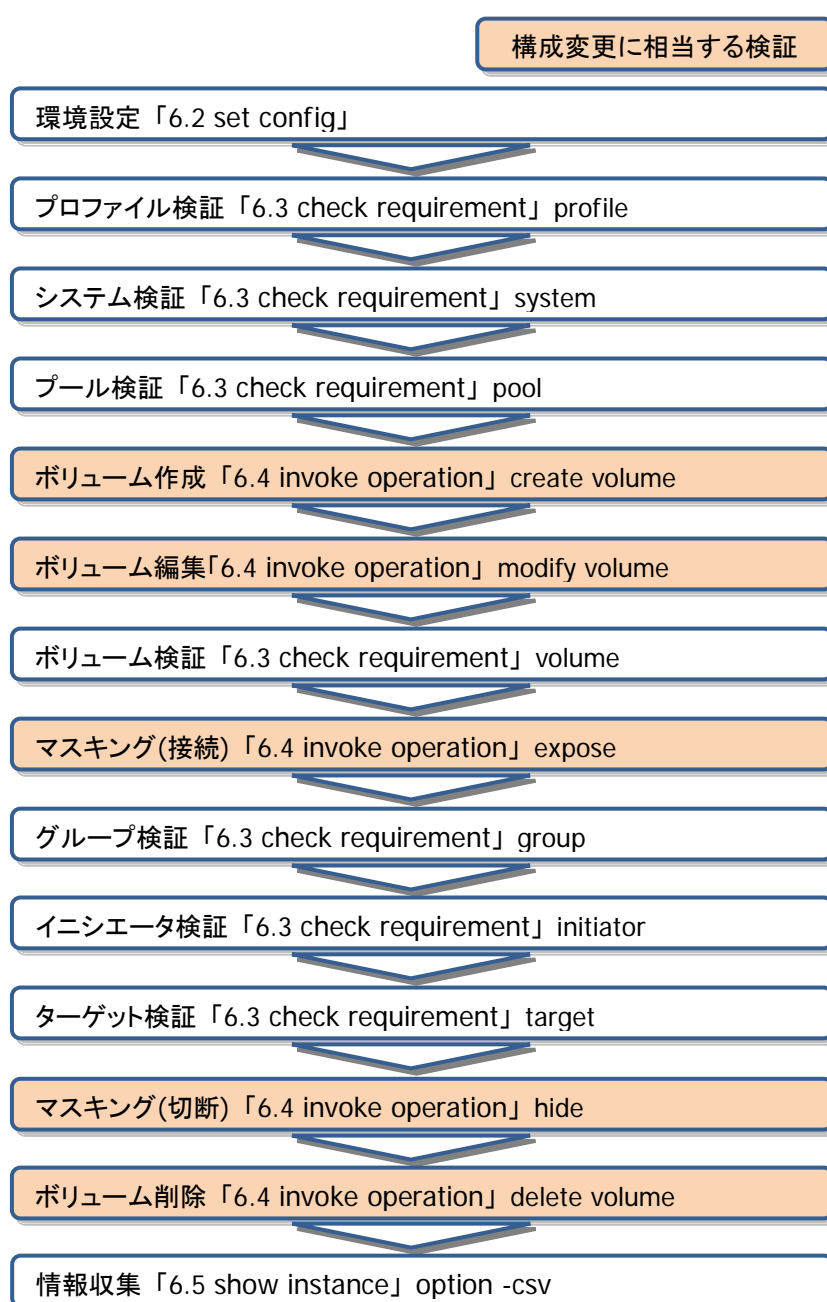 構成変更に相当する検証
環境設定「6.2 set config」
プロファイル検証「6.3 check requirement」profile
システム検証「6.3 check requirement」system
プール検証「6.3 check requirement」pool
ボリューム作成「6.4 invoke operation」create volume
ボリューム編集「6.4 invoke operation」modify volume
ボリューム検証「6.3 check requirement」volume
マスキング(接続)「6.4 invoke operation」expose
グループ検証「6.3 check requirement」group
イニシエータ検証「6.3 check requirement」initiator
ターゲット検証「6.3 check requirement」target
マスキング(切断)「6.4 invoke operation」hide
ボリューム削除「6.4 invoke operation」delete volume
情報収集「6.5 show instance」option -csv